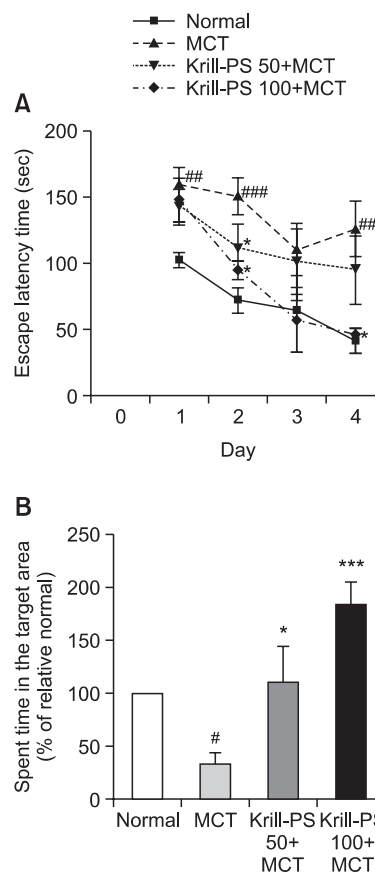 Normal
MCT
Krill-PS 50+MCT
Krill-PS 100+MCT
A
Escape latency time (sec)
200
150
100
50
0
##
###
*
*
##
*
0 1 2 3 4
Day
B
Spent time in the target area
(% of relative normal)
250
200
150
100
50
0
#
*
***
Normal MCT Krill-PS Krill-PS
50+ 100+
MCT MCT